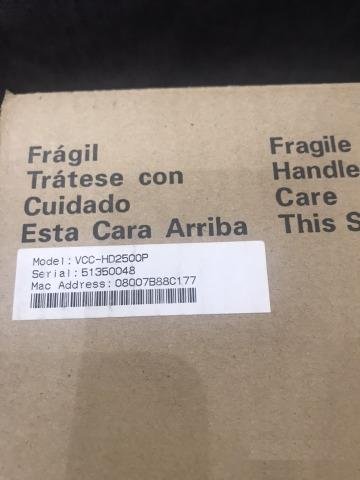 Frágil
Trátese con
Cuidado
Esta Cara Arriba
Fragile
Handle
Care
This S
Model: VCC-HD2500P
Serial: 51350048
Mac Address: 08007B88C177